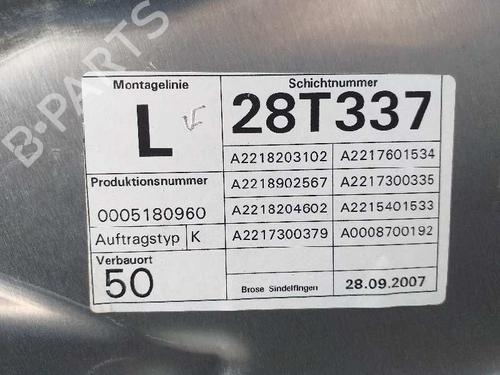 B-PARTS
Montagelinie
L
Schichtnummer
28T337
Produktionsnummer
0005180960
Auftragstyp K
Verbauort
50
A2218203102 A2217601534
A2218902567 A2217300335
A2218204602 A2215401533
A2217300379 A0008700192
Brose Sindelfingen 28.09.2007